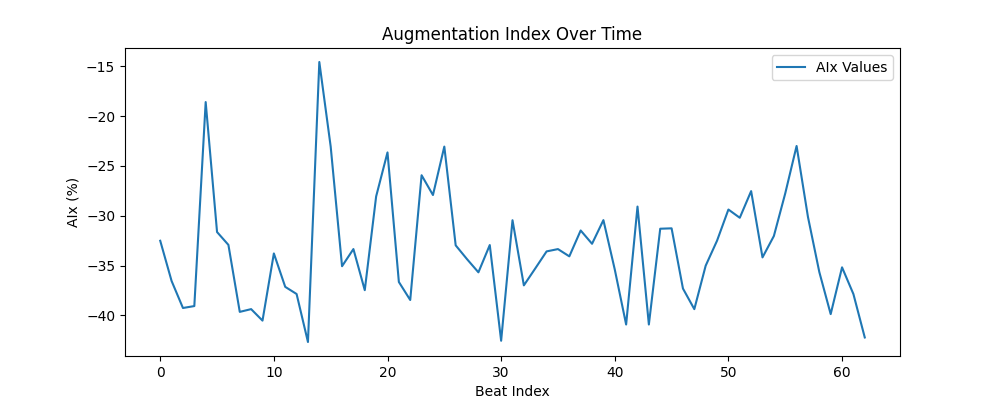 Augmentation Index Over Time
AIx Values
−15
−20
−25
−30
−35
−40
AIx (%)
0 10 20 30 40 50 60
Beat Index